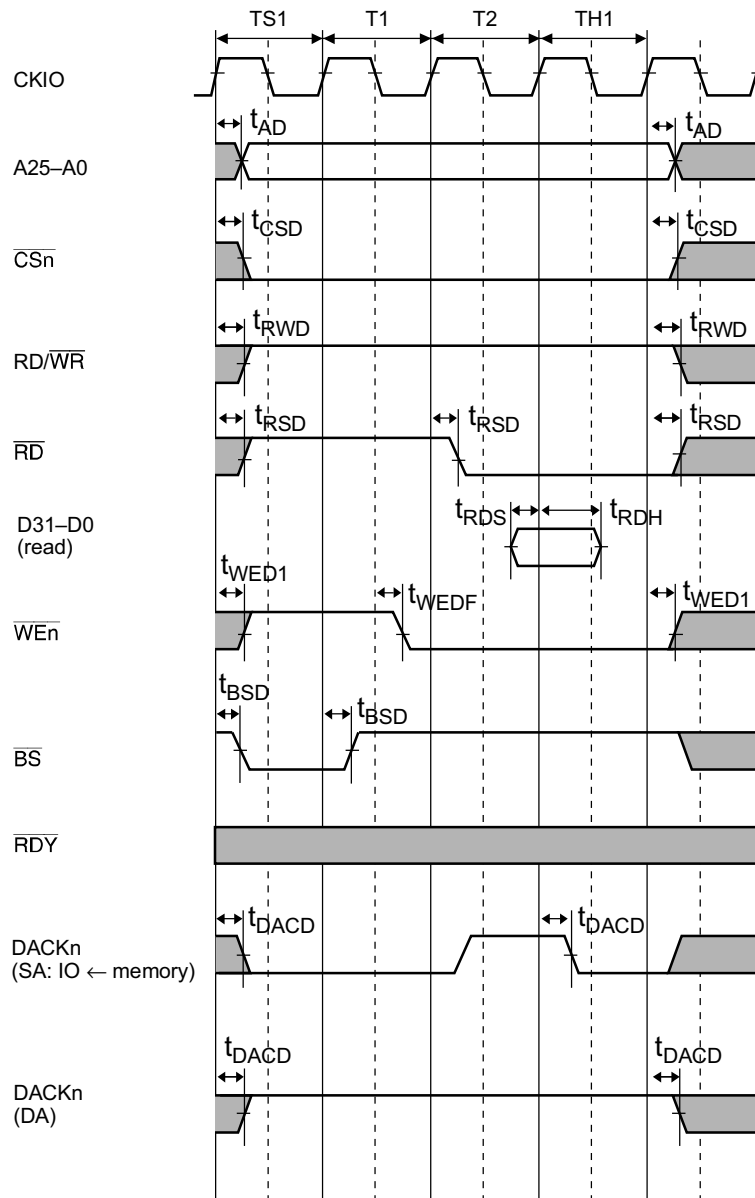 TS1 T1 T2 TH1
CKIO
tAD tAD
A25–A0
tCSD tCSD
CSn
tRWD tRWD
RD/WR
tRSD tRSD tRSD
RD
D31–D0
(read)
tRDS tRDH
tWED1 tWEDF tWED1
WEn
tBSD tBSD
BS
RDY
tDACD tDACD
DACKn
(SA: IO ← memory)
tDACD tDACD
DACKn
(DA)